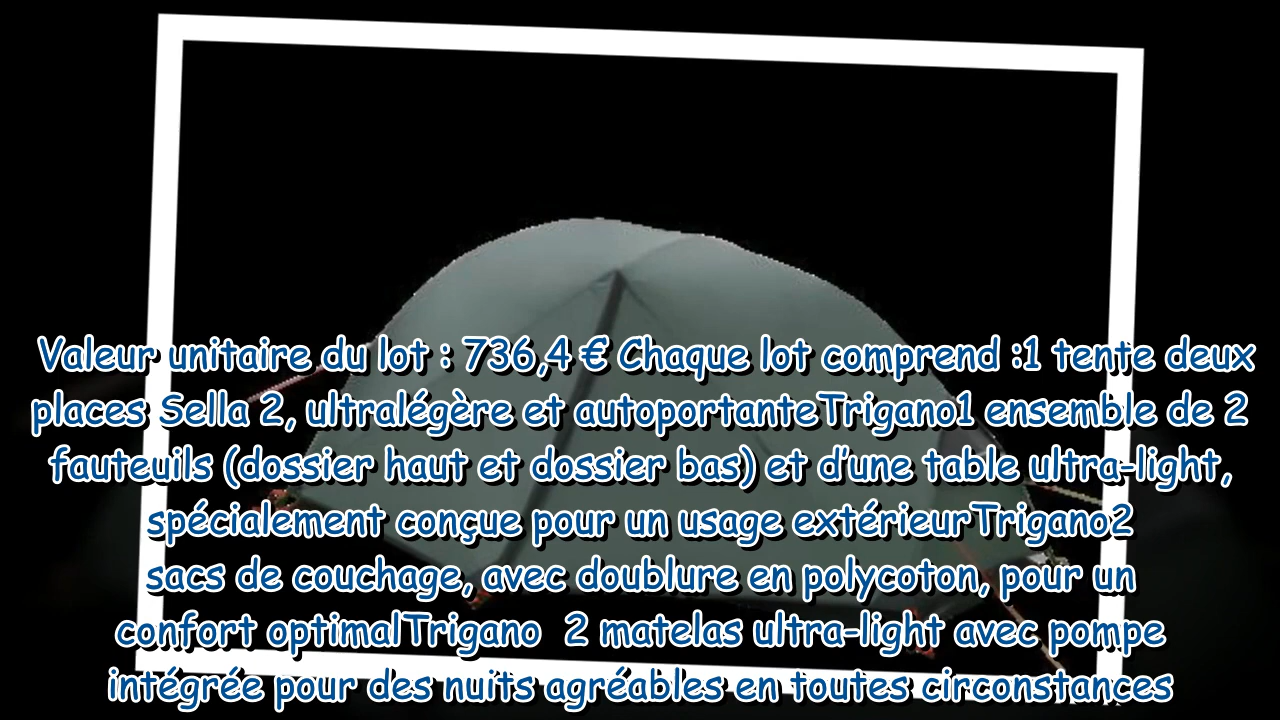 Valeur unitaire du lot : 736,4 € Chaque lot comprend :1 tente deux
places Sella 2, ultralégère et autoportanteTrigano1 ensemble de 2
fauteuils (dossier haut et dossier bas) et d’une table ultra-light,
spécialement conçue pour un usage extérieurTrigano2
sacs de couchage, avec doublure en polycoton, pour un
confort optimalTrigano  2 matelas ultra-light avec pompe
intégrée pour des nuits agréables en toutes circonstances